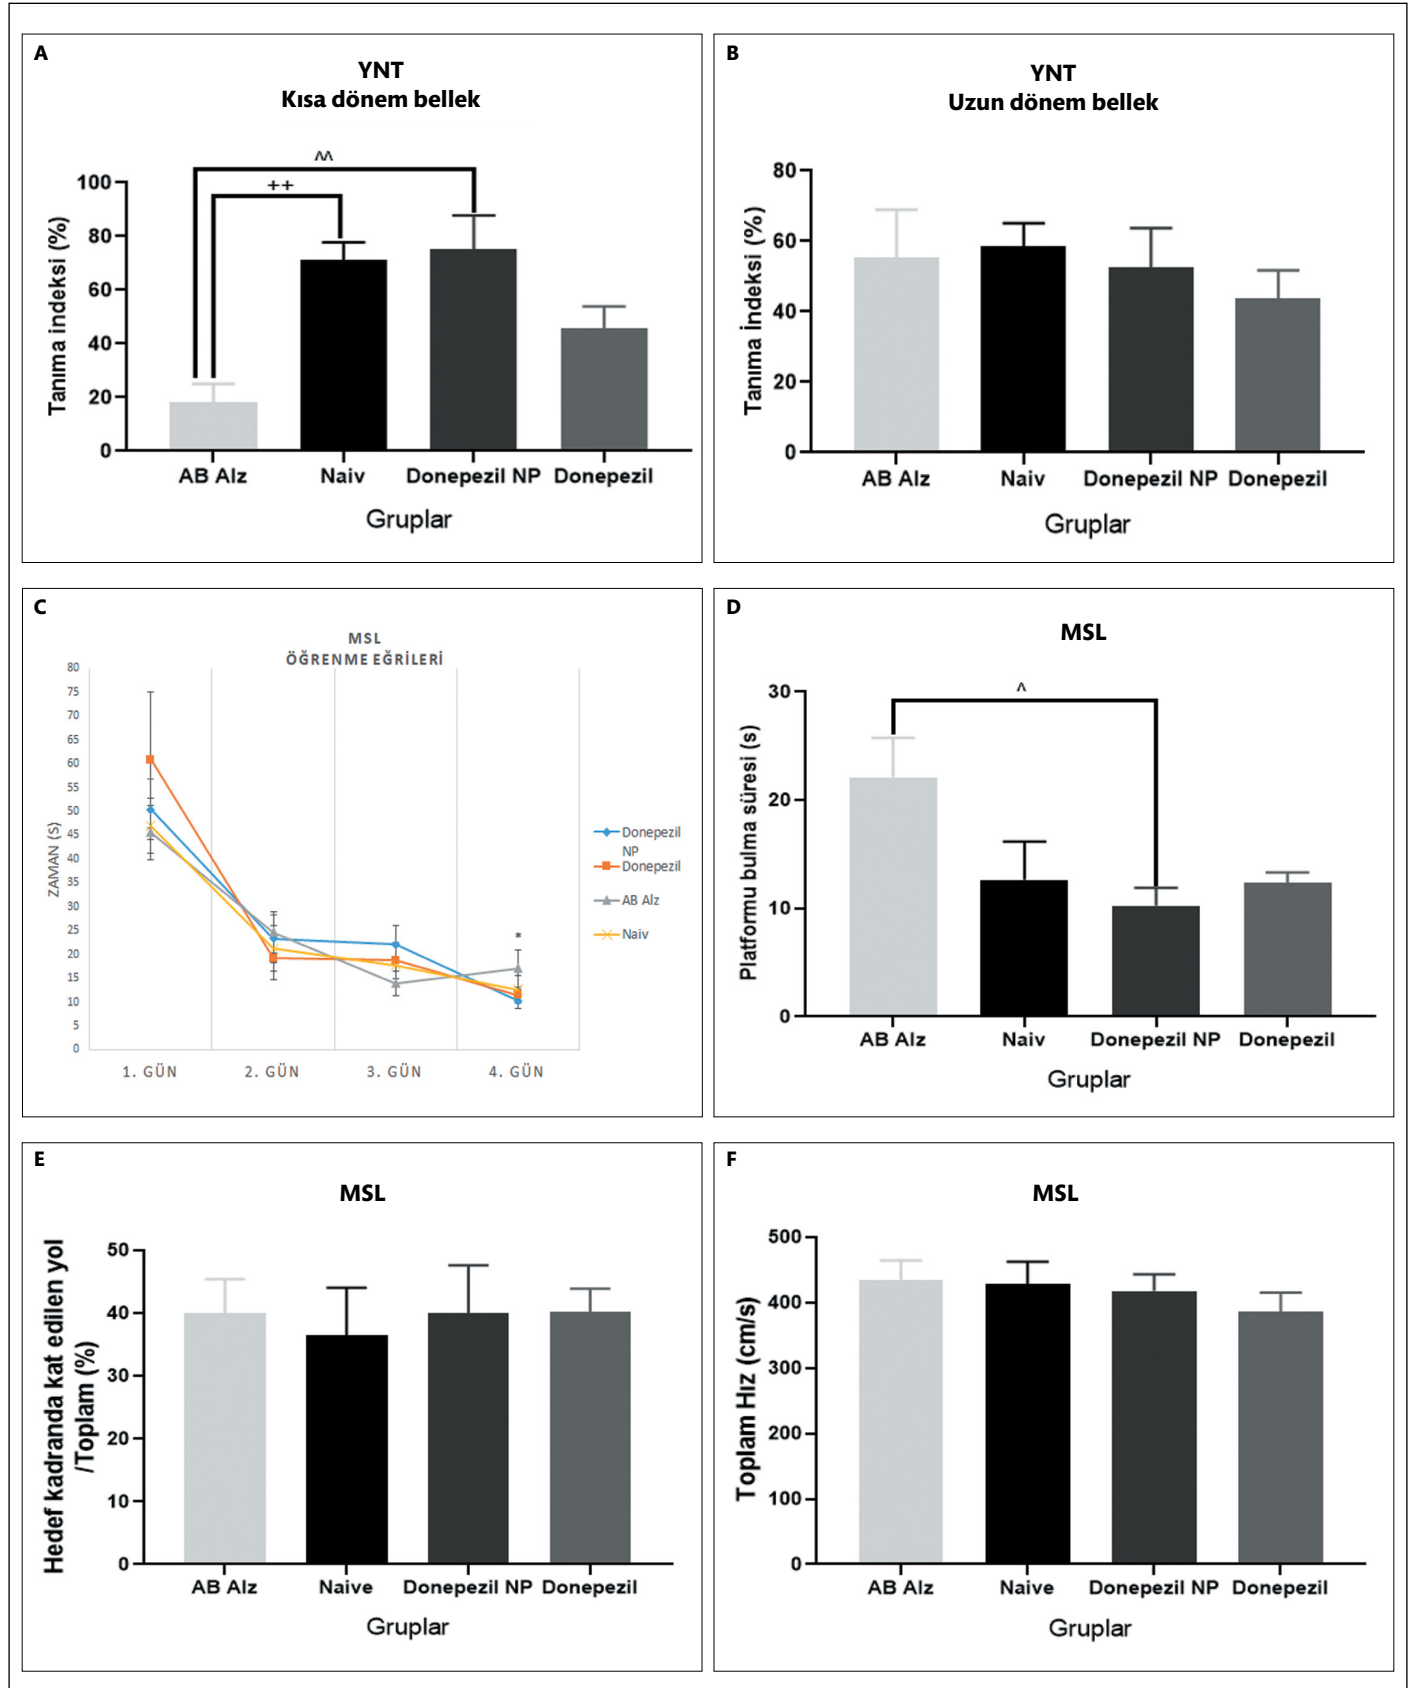 A
YNT
Kısa dönem bellek
^^
++
Tanıma indeksi (%)
100
80
60
40
20
0
AB Alz
Naiv
Donepezil NP
Donepezil
Gruplar
B
YNT
Uzun dönem bellek
Tanıma İndeksi (%)
80
60
40
20
0
AB Alz
Naiv
Donepezil NP
Donepezil
Gruplar
C
MSL
ÖĞRENME EĞRİLERİ
ZAMAN (S)
80
75
70
65
60
55
50
45
40
35
30
25
20
15
10
5
0
*
1. GÜN
2. GÜN
3. GÜN
4. GÜN
Donepezil
NP
Donepezil
AB Alz
Naiv
D
MSL
^
Platformu bulma süresi (s)
30
20
10
0
AB Alz
Naiv
Donepezil NP
Donepezil
Gruplar
E
MSL
Hedef kadranda kat edilen yol
/Toplam (%)
50
40
30
20
10
0
AB Alz
Naive
Donepezil NP
Donepezil
Gruplar
F
MSL
Toplam Hız (cm/s)
500
400
300
200
100
0
AB Alz
Naive
Donepezil NP
Donepezil
Gruplar